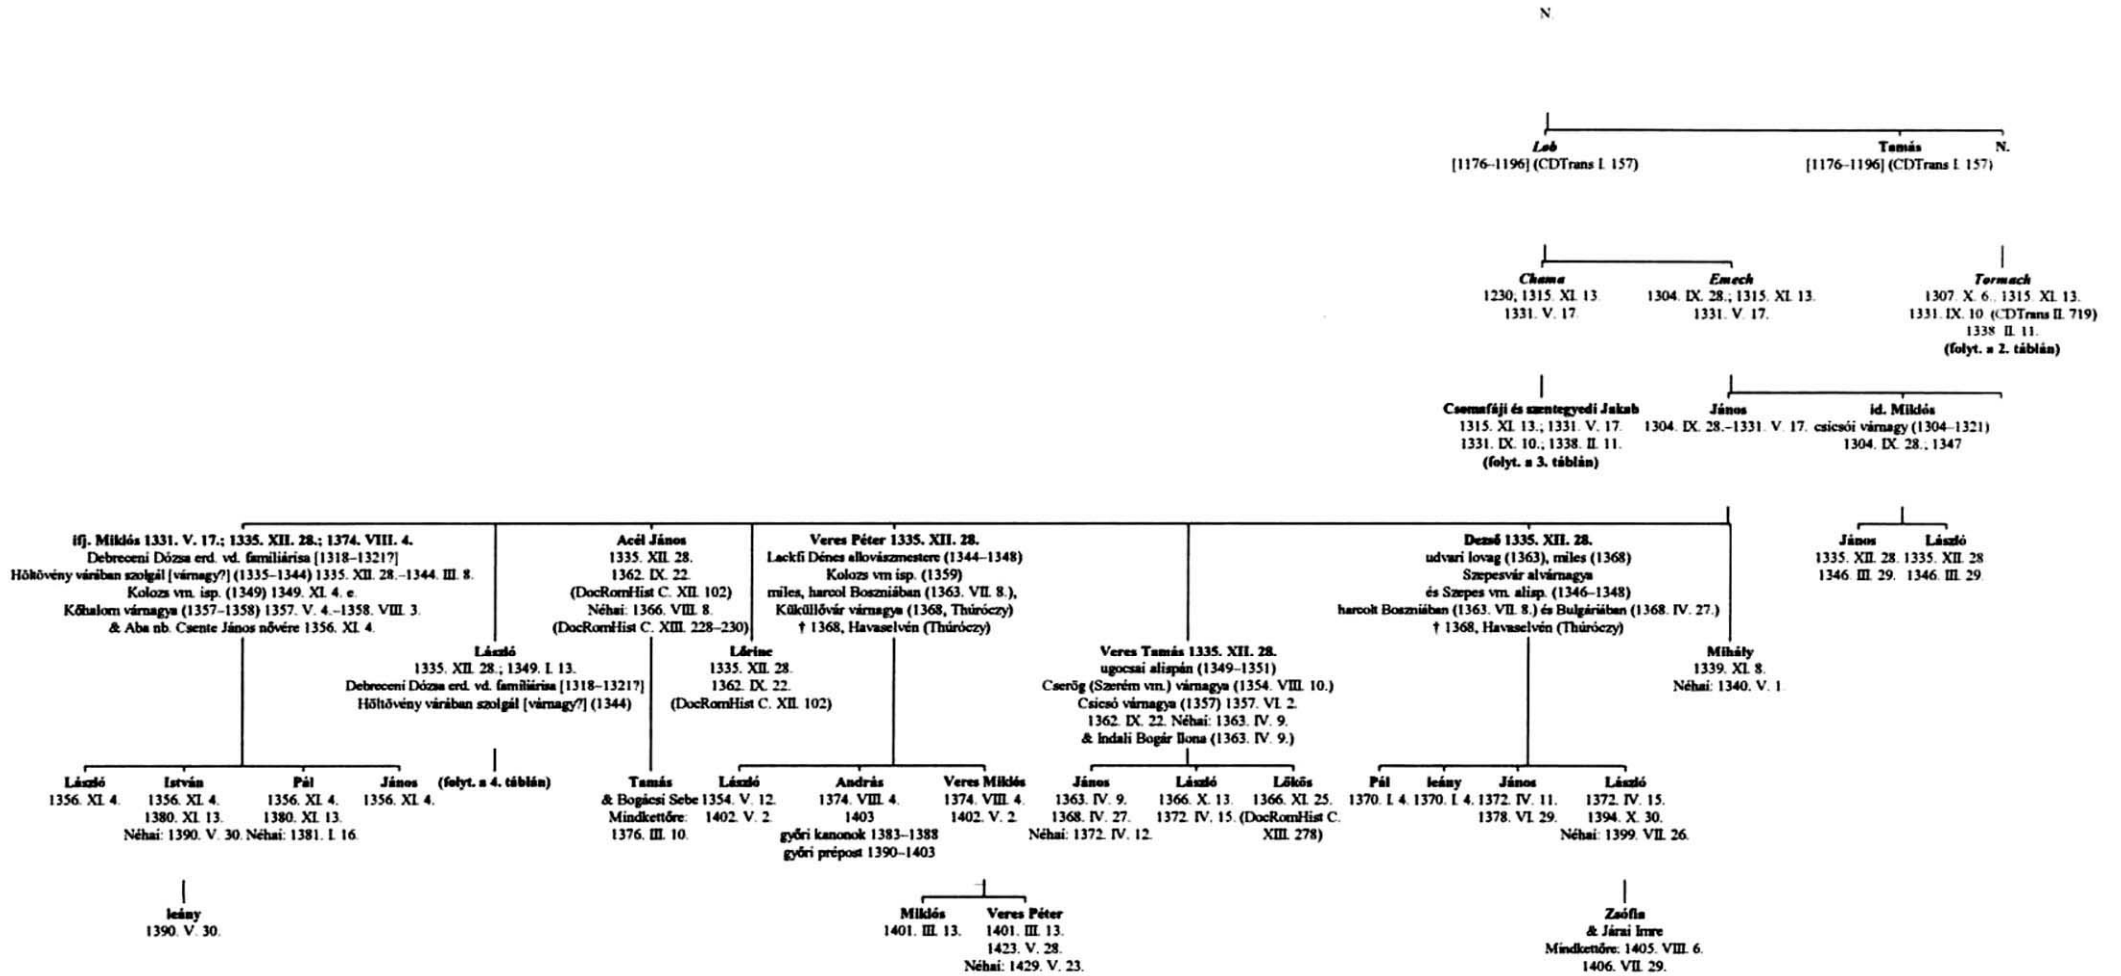 N.
Lob
[1176–1196] (CDTrans I. 157)
Tamás
[1176–1196] (CDTrans I. 157)
N.
Chama
1230; 1315. XI. 13.
1331. V. 17.
Emech
1304. IX. 28.; 1315. XI. 13.
1331. V. 17.
Tormach
1307. X. 6., 1315. XI. 13.
1331. IX. 10. (CDTrans II. 719)
1338. II. 11.
(folyt. a 2. táblán)
Csomafáji és szentegyedi Jakab
1315. XI. 13.; 1331. V. 17.
1331. IX. 10.; 1338. II. 11.
(folyt. a 3. táblán)
János
1304. IX. 28.–1331. V. 17.
id. Miklós
csicsói várnagy (1304–1321)
1304. IX. 28.; 1347
ifj. Miklós 1331. V. 17.; 1335. XII. 28.; 1374. VIII. 4.
Debreceni Dózsa erd. vd. familiárisa [1318–1321?]
Höltövény várában szolgál [várnagy?] (1335–1344) 1335. XII. 28.–1344. III. 8.
Kolozs vm. isp. (1349) 1349. XI. 4. e.
Kőhalom várnagya (1357–1358) 1357. V. 4.–1358. VIII. 3.
& Aba nb. Csente János nővére 1356. XI. 4.
László
1335. XII. 28.; 1349. I. 13.
Debreceni Dózsa erd. vd. familiárisa [1318–1321?]
Höltövény várában szolgál [várnagy?] (1344)
Acél János
1335. XII. 28.
1362. IX. 22.
(DocRomHist C. XII. 102)
Néhai: 1366. VIII. 8.
(DocRomHist C. XIII. 228–230)
Lőrinc
1335. XII. 28.
1362. IX. 22.
(DocRomHist C. XII. 102)
Veres Péter 1335. XII. 28.
Lackfi Dénes allovászmestere (1344–1348)
Kolozs vm isp. (1359)
miles, harcol Boszniában (1363. VII. 8.),
Küküllővár várnagya (1368, Thúróczy)
† 1368, Havaselvén (Thúróczy)
Veres Tamás 1335. XII. 28.
ugocsai alispán (1349–1351)
Cserög (Szerém vm.) várnagya (1354. VIII. 10.)
Csicsó várnagya (1357) 1357. VI. 2.
1362. IX. 22. Néhai: 1363. IV. 9.
& Indali Bogár Ilona (1363. IV. 9.)
Dezső 1335. XII. 28.
udvari lovag (1363), miles (1368)
Szepesvár alvárnagya
és Szepes vm. alisp. (1346–1348)
harcolt Boszniában (1363. VII. 8.) és Bulgáriában (1368. IV. 27.)
† 1368, Havaselvén (Thúróczy)
Mihály
1339. XI. 8.
Néhai: 1340. V. 1.
János
1335. XII. 28.
1346. III. 29.
László
1335. XII. 28
1346. III. 29.
László
1356. XI. 4.
István
1356. XI. 4.
1380. XI. 13.
Néhai: 1390. V. 30.
Pál
1356. XI. 4.
1380. XI. 13.
Néhai: 1381. I. 16.
János
1356. XI. 4.
(folyt. a 4. táblán)
Tamás
& Bogácsi Sebe
Mindkettőre:
1376. III. 10.
László
1354. V. 12.
1402. V. 2.
András
1374. VIII. 4.
1403
győri kanonok 1383–1388
győri prépost 1390–1403
Veres Miklós
1374. VIII. 4.
1402. V. 2.
János
1363. IV. 9.
1368. IV. 27.
Néhai: 1372. IV. 12.
László
1366. X. 13.
1372. IV. 15.
Lőkös
1366. XI. 25.
(DocRomHist C.
XIII. 278)
Pál
1370. I. 4.
leány
1370. I. 4.
János
1372. IV. 11.
1378. VI. 29.
László
1372. IV. 15.
1394. X. 30.
Néhai: 1399. VII. 26.
leány
1390. V. 30.
Miklós
1401. III. 13.
Veres Péter
1401. III. 13.
1423. V. 28.
Néhai: 1429. V. 23.
Zsófia
& Járai Imre
Mindkettőre: 1405. VIII. 6.
1406. VII. 29.